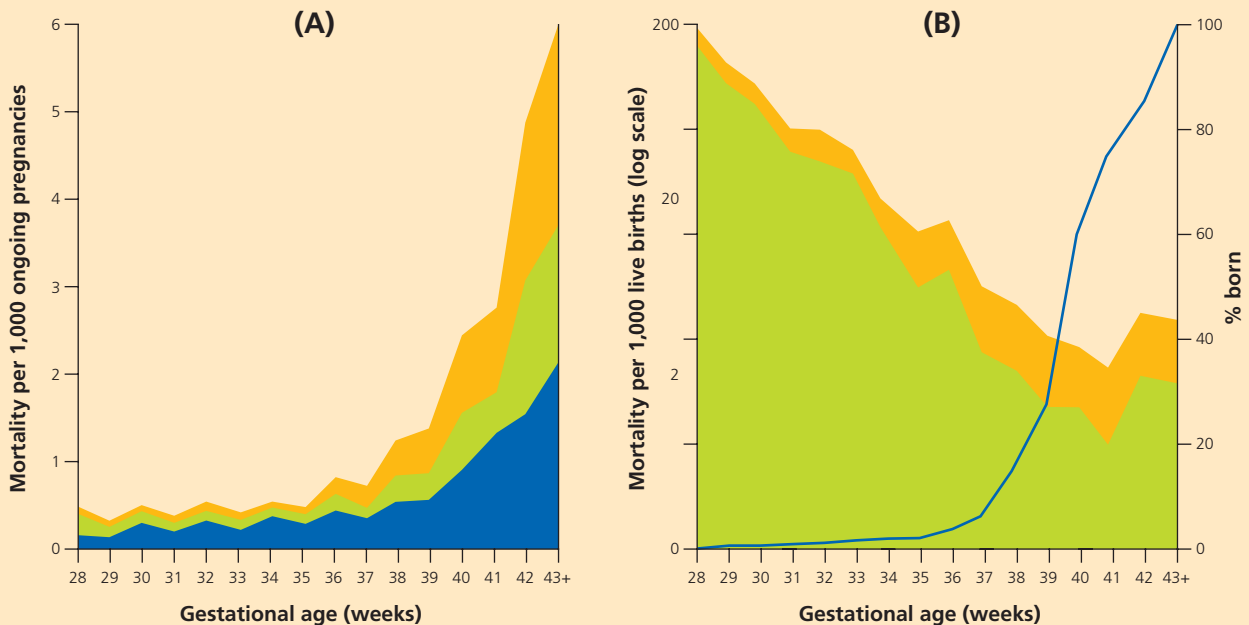 (A)
Mortality per 1,000 ongoing pregnancies
6
5
4
3
2
1
0
28 29 30 31 32 33 34 35 36 37 38 39 40 41 42 43+
Gestational age (weeks)
(B)
Mortality per 1,000 live births (log scale)
200
20
2
0
100
80
60
40
20
0
% born
28 29 30 31 32 33 34 35 36 37 38 39 40 41 42 43+
Gestational age (weeks)